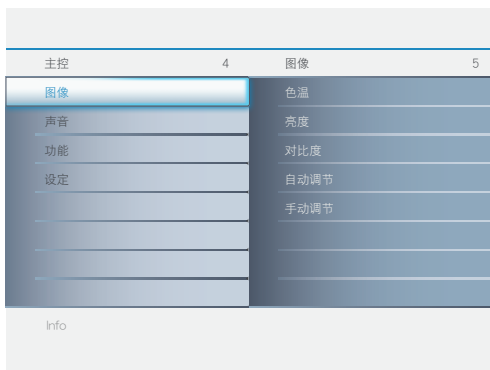 主控 4 图像 5
图像 色温
声音 亮度
功能 对比度
设定 自动调节
手动调节
Info